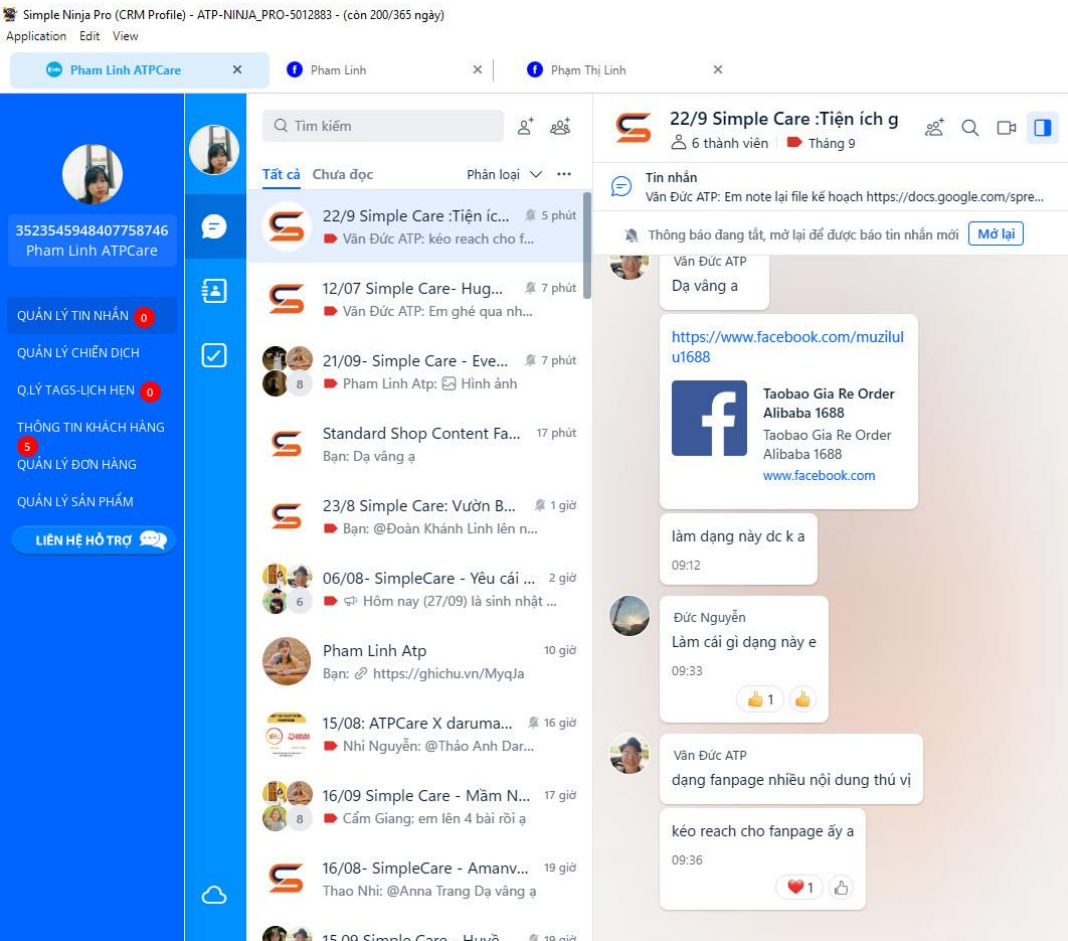 Simple Ninja Pro (CRM Profile) - ATP-NINJA_PRO-5012883 - (còn 200/365 ngày)
Application Edit View
Pham Linh ATPCare
Pham Linh
Phạm Thị Linh
3523545948407758746
Pham Linh ATPCare
QUẢN LÝ TIN NHẮN 0
QUẢN LÝ CHIẾN DỊCH
Q.LÝ TAGS-LỊCH HẸN 0
THÔNG TIN KHÁCH HÀNG
5
QUẢN LÝ ĐƠN HÀNG
QUẢN LÝ SẢN PHẨM
LIÊN HỆ HỖ TRỢ
Tìm kiếm
Tất cả Chưa đọc Phân loại
22/9 Simple Care :Tiện íc... 5 phút
Văn Đức ATP: kéo reach cho f...
12/07 Simple Care- Hug... 7 phút
Văn Đức ATP: Em ghé qua nh...
21/09- Simple Care - Eve... 7 phút
8 Pham Linh Atp: Hình ảnh
Standard Shop Content Fa... 17 phút
Bạn: Dạ vâng ạ
23/8 Simple Care: Vườn B... 1 giờ
Bạn: @Đoàn Khánh Linh lên n...
06/08- SimpleCare - Yêu cái ... 2 giờ
6 Hôm nay (27/09) là sinh nhật ...
Pham Linh Atp 10 giờ
Bạn: https://ghichu.vn/MyqJa
15/08: ATPCare X daruma... 16 giờ
Nhi Nguyễn: @Thảo Anh Dar...
16/09 Simple Care - Mầm N... 17 giờ
8 Cẩm Giang: em lên 4 bài rồi ạ
16/08- SimpleCare - Amanv... 19 giờ
Thao Nhi: @Anna Trang Dạ vâng ạ
15.09 Simple Care - Huyề... 19 giờ
22/9 Simple Care :Tiện ích g
6 thành viên Tháng 9
Tin nhắn
Văn Đức ATP: Em note lại file kế hoạch https://docs.google.com/spre...
Thông báo đang tắt, mở lại để được báo tin nhắn mới Mở lại
Văn Đức ATP
Dạ vâng a
https://www.facebook.com/muzilul
u1688
Taobao Gia Re Order
Alibaba 1688
Taobao Gia Re Order
Alibaba 1688
www.facebook.com
làm dạng này dc k a
09:12
Đức Nguyễn
Làm cái gì dạng này e
09:33
1
Văn Đức ATP
dạng fanpage nhiều nội dung thú vị
kéo reach cho fanpage ấy a
09:36
1